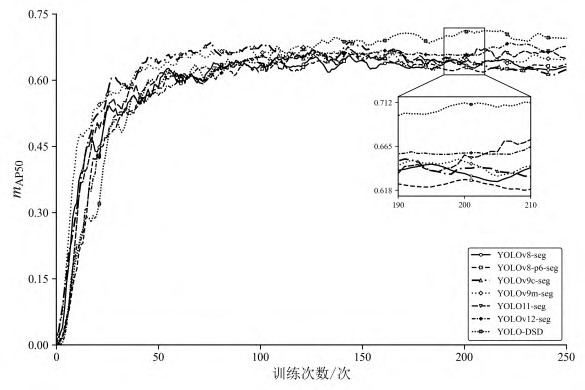 0.75
0.60
0.45
0.30
0.15
0.00
mAP50
0 50 100 150 200 250
训练次数/次
0.712
0.665
0.618
190 200 210
YOLOv8-seg
YOLOv8-p6-seg
YOLOv9c-seg
YOLOv9m-seg
YOLO11-seg
YOLOv12-seg
YOLO-DSD